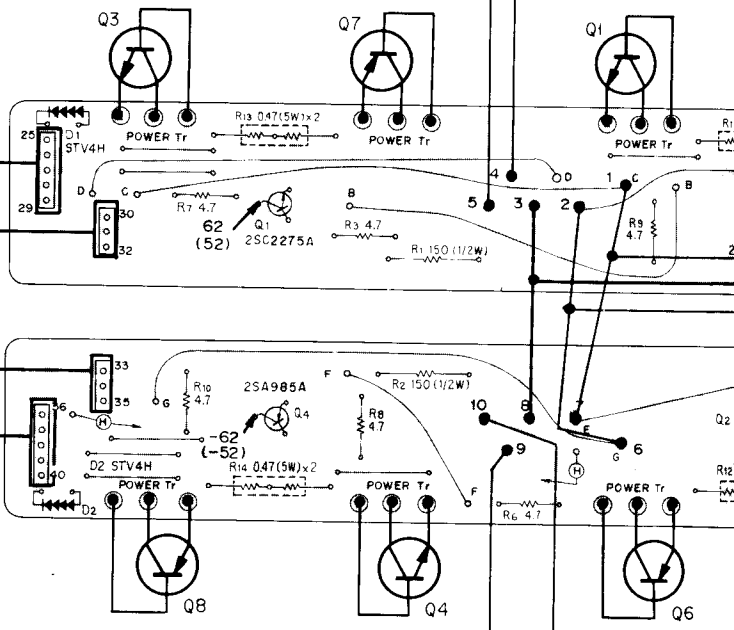 Q3
Q7
Q1
R13 0.47(5W)×2
R1
25
D1
STV4H
POWER Tr
POWER Tr
POWER Tr
4
D
1
C
D
C
B
B
R7 4.7
5
3
2
29
30
62
(52)
Q1
2SC2275A
R3 4.7
R9
4.7
32
R1 150 (1/2W)
2
33
35
G
R10
4.7
2SA985A
F
R2 150 (1/2W)
36
H
Q4
R8
4.7
10
8
7
E
Q2
-62
(-52)
9
G
6
40
D2 STV4H
R14 0.47(5W)×2
H
POWER Tr
POWER Tr
POWER Tr
R12
D2
F
R6 4.7
Q8
Q4
Q6